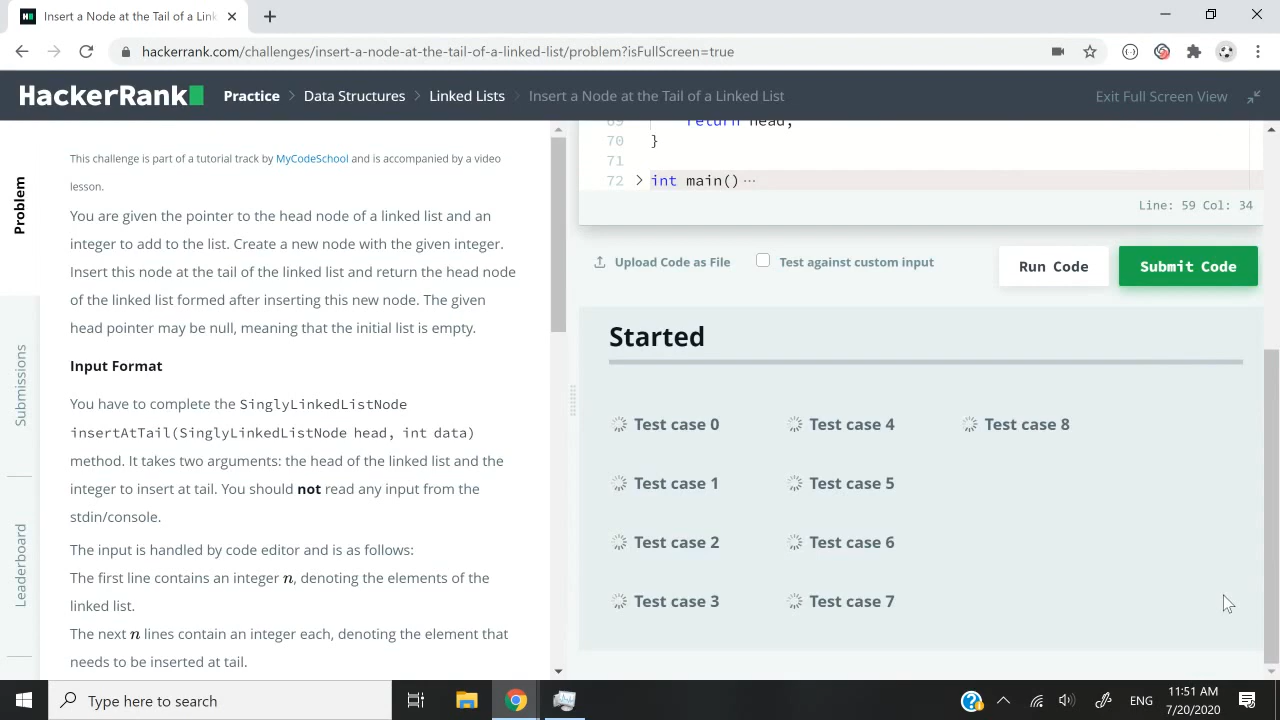 Insert a Node at the Tail of a Link
hackerrank.com/challenges/insert-a-node-at-the-tail-of-a-linked-list/problem?isFullScreen=true
HackerRank
Practice > Data Structures > Linked Lists > Insert a Node at the Tail of a Linked List
Exit Full Screen View
Problem
Submissions
Leaderboard
This challenge is part of a tutorial track by MyCodeSchool and is accompanied by a video
lesson.
You are given the pointer to the head node of a linked list and an
integer to add to the list. Create a new node with the given integer.
Insert this node at the tail of the linked list and return the head node
of the linked list formed after inserting this new node. The given
head pointer may be null, meaning that the initial list is empty.
Input Format
You have to complete the SinglyLinkedListNode
insertAtTail(SinglyLinkedListNode head, int data)
method. It takes two arguments: the head of the linked list and the
integer to insert at tail. You should not read any input from the
stdin/console.
The input is handled by code editor and is as follows:
The first line contains an integer n, denoting the elements of the
linked list.
The next n lines contain an integer each, denoting the element that
needs to be inserted at tail.
69 return head;
70 }
71
72 > int main() ...
Line: 59 Col: 34
Upload Code as File
Test against custom input
Run Code
Submit Code
Started
Test case 0 Test case 4 Test case 8
Test case 1 Test case 5
Test case 2 Test case 6
Test case 3 Test case 7
Type here to search
ENG
11:51 AM
7/20/2020